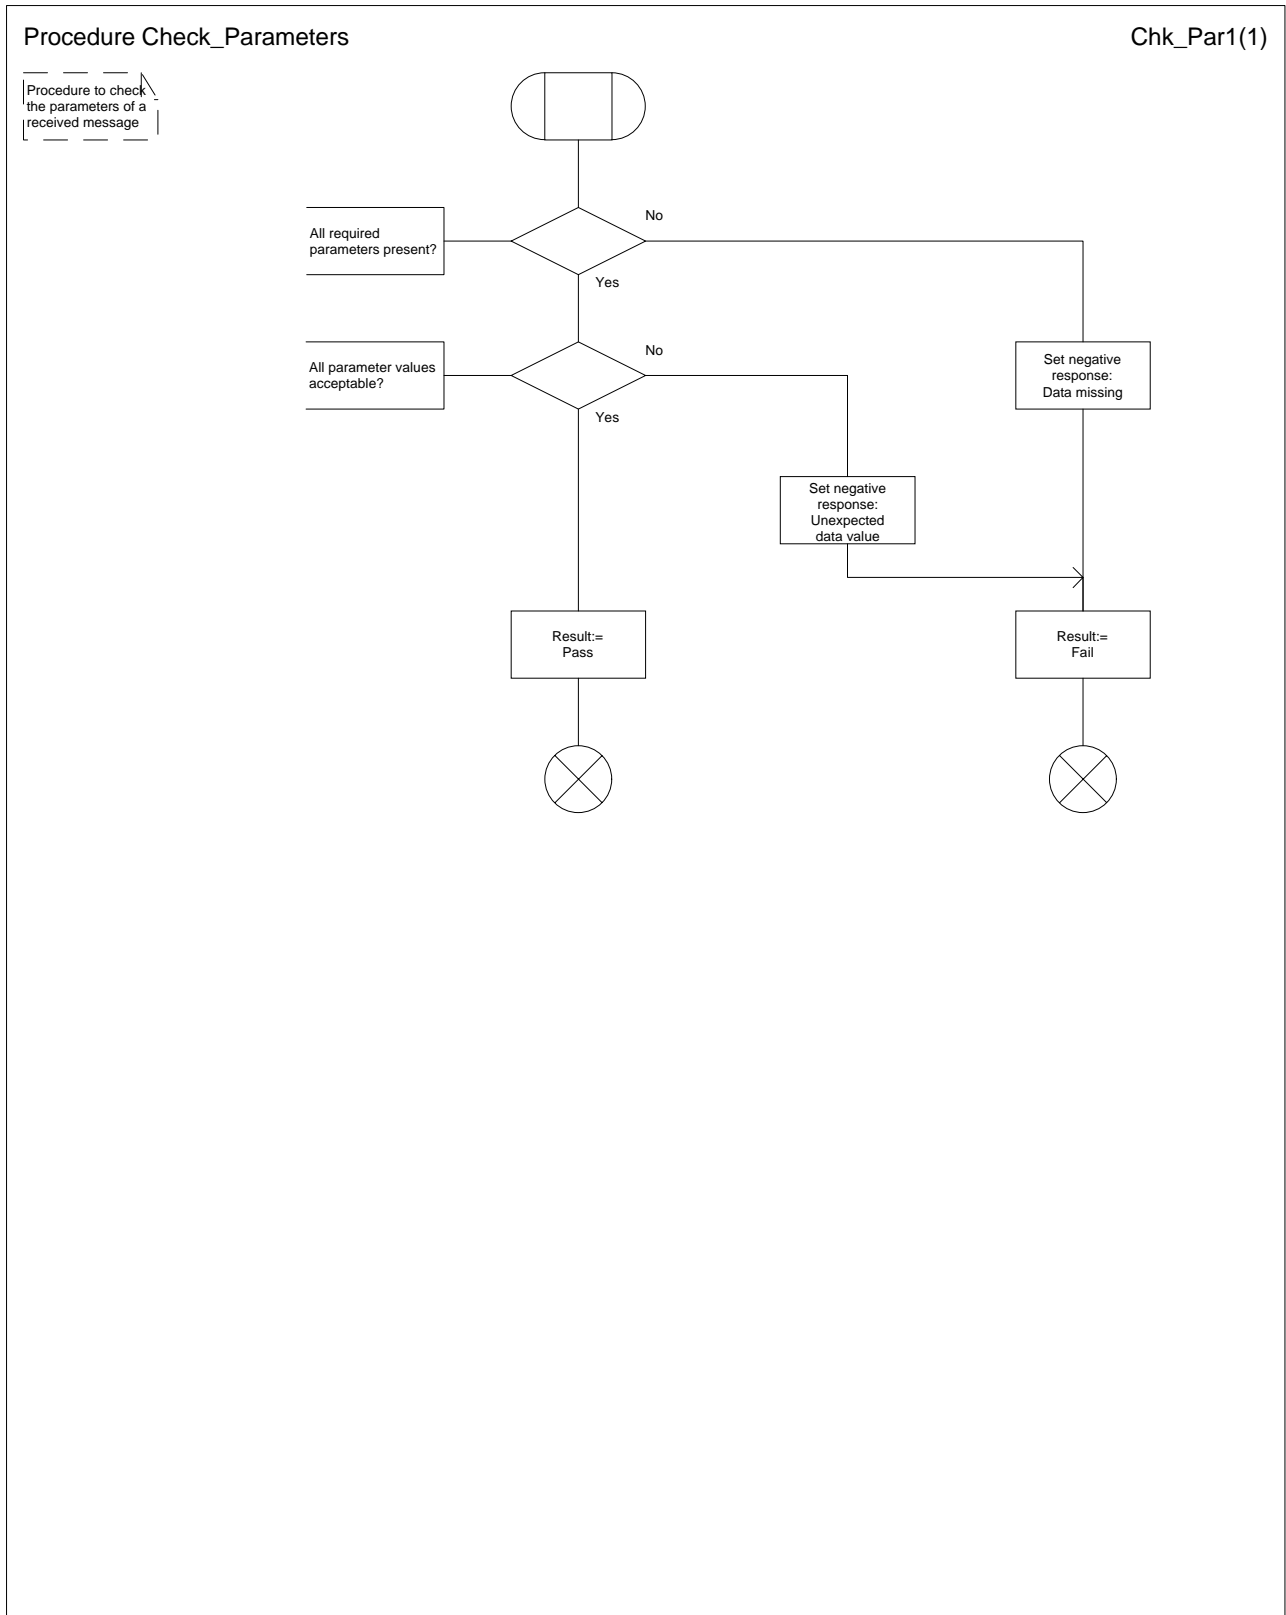 Procedure Check_Parameters
Chk_Par1(1)
Procedure to check
the parameters of a
received message
All required
parameters present?
No
Yes
All parameter values
acceptable?
No
Yes
Set negative
response:
Data missing
Set negative
response:
Unexpected
data value
Result:=
Pass
Result:=
Fail